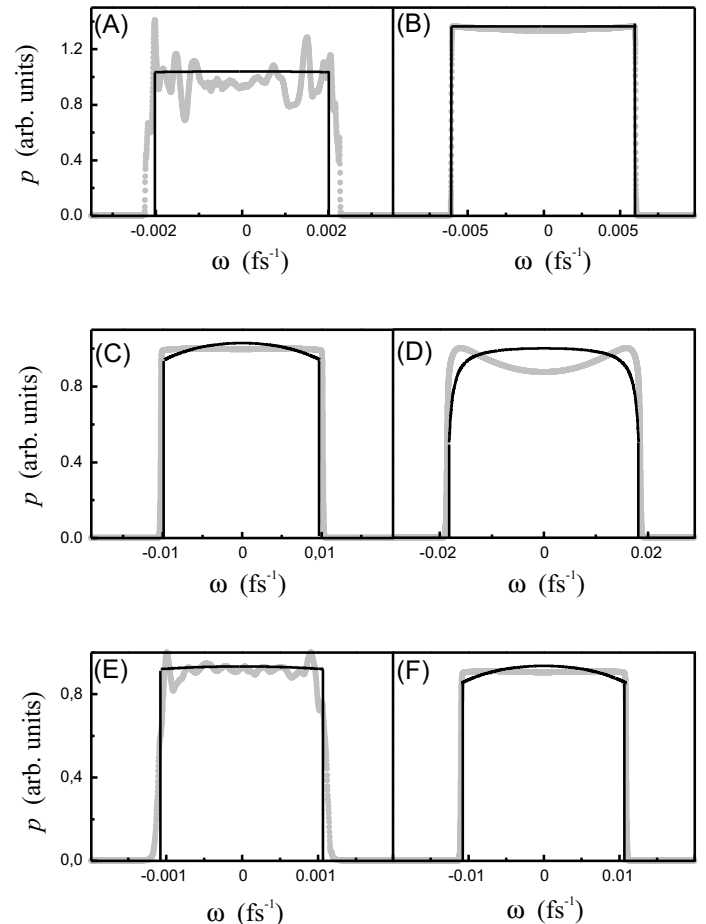 (A)
(B)
1.2
0.8
0.4
0.0
p (arb. units)
-0.002 0 0.002
-0.005 0 0.005
ω (fs⁻¹)
ω (fs⁻¹)
(C)
(D)
0.8
0.4
0.0
p (arb. units)
-0.01 0 0,01
-0.02 0 0.02
ω (fs⁻¹)
ω (fs⁻¹)
(E)
(F)
0,8
0,4
0,0
p (arb. units)
-0.001 0 0.001
-0.01 0 0.01
ω (fs⁻¹)
ω (fs⁻¹)